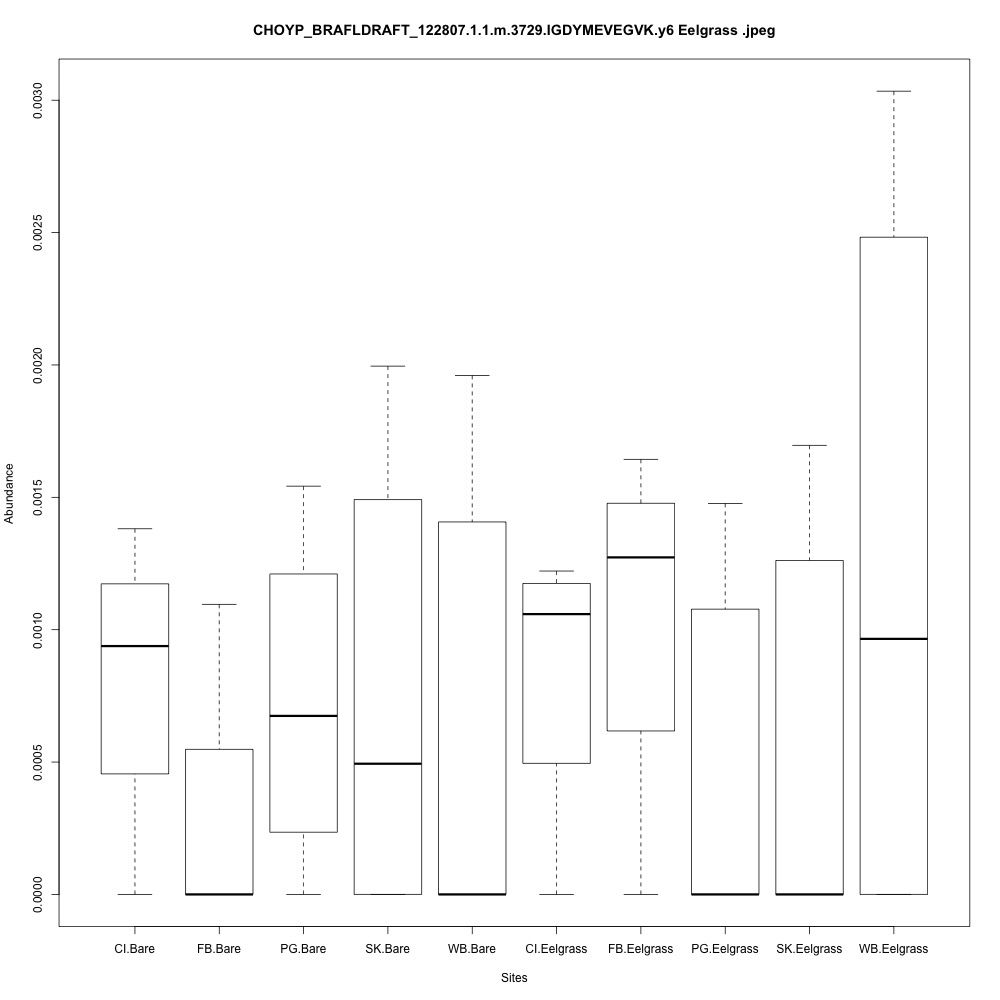 CHOYP_BRAFLDRAFT_122807.1.1.m.3729.IGDYMEVEGVK.y6 Eelgrass .jpeg
0.0030
0.0025
0.0020
0.0015
0.0010
0.0005
0.0000
Abundance
CI.Bare FB.Bare PG.Bare SK.Bare WB.Bare CI.Eelgrass FB.Eelgrass PG.Eelgrass SK.Eelgrass WB.Eelgrass
Sites